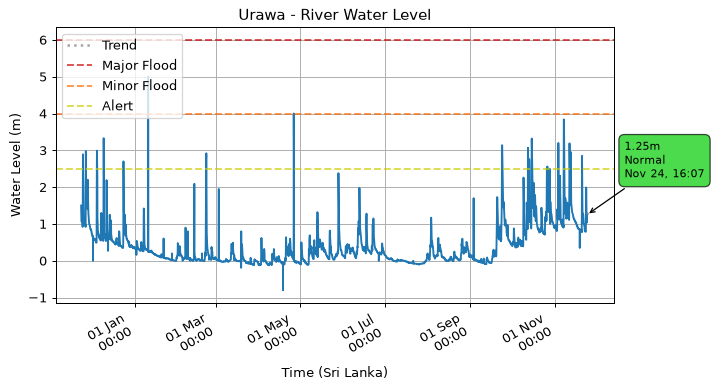 Urawa - River Water Level
Trend
Major Flood
Minor Flood
Alert
Water Level (m)
6
5
4
3
2
1
0
−1
1.25m
Normal
Nov 24, 16:07
01 Jan
00:00
01 Mar
00:00
01 May
00:00
01 Jul
00:00
01 Sep
00:00
01 Nov
00:00
Time (Sri Lanka)